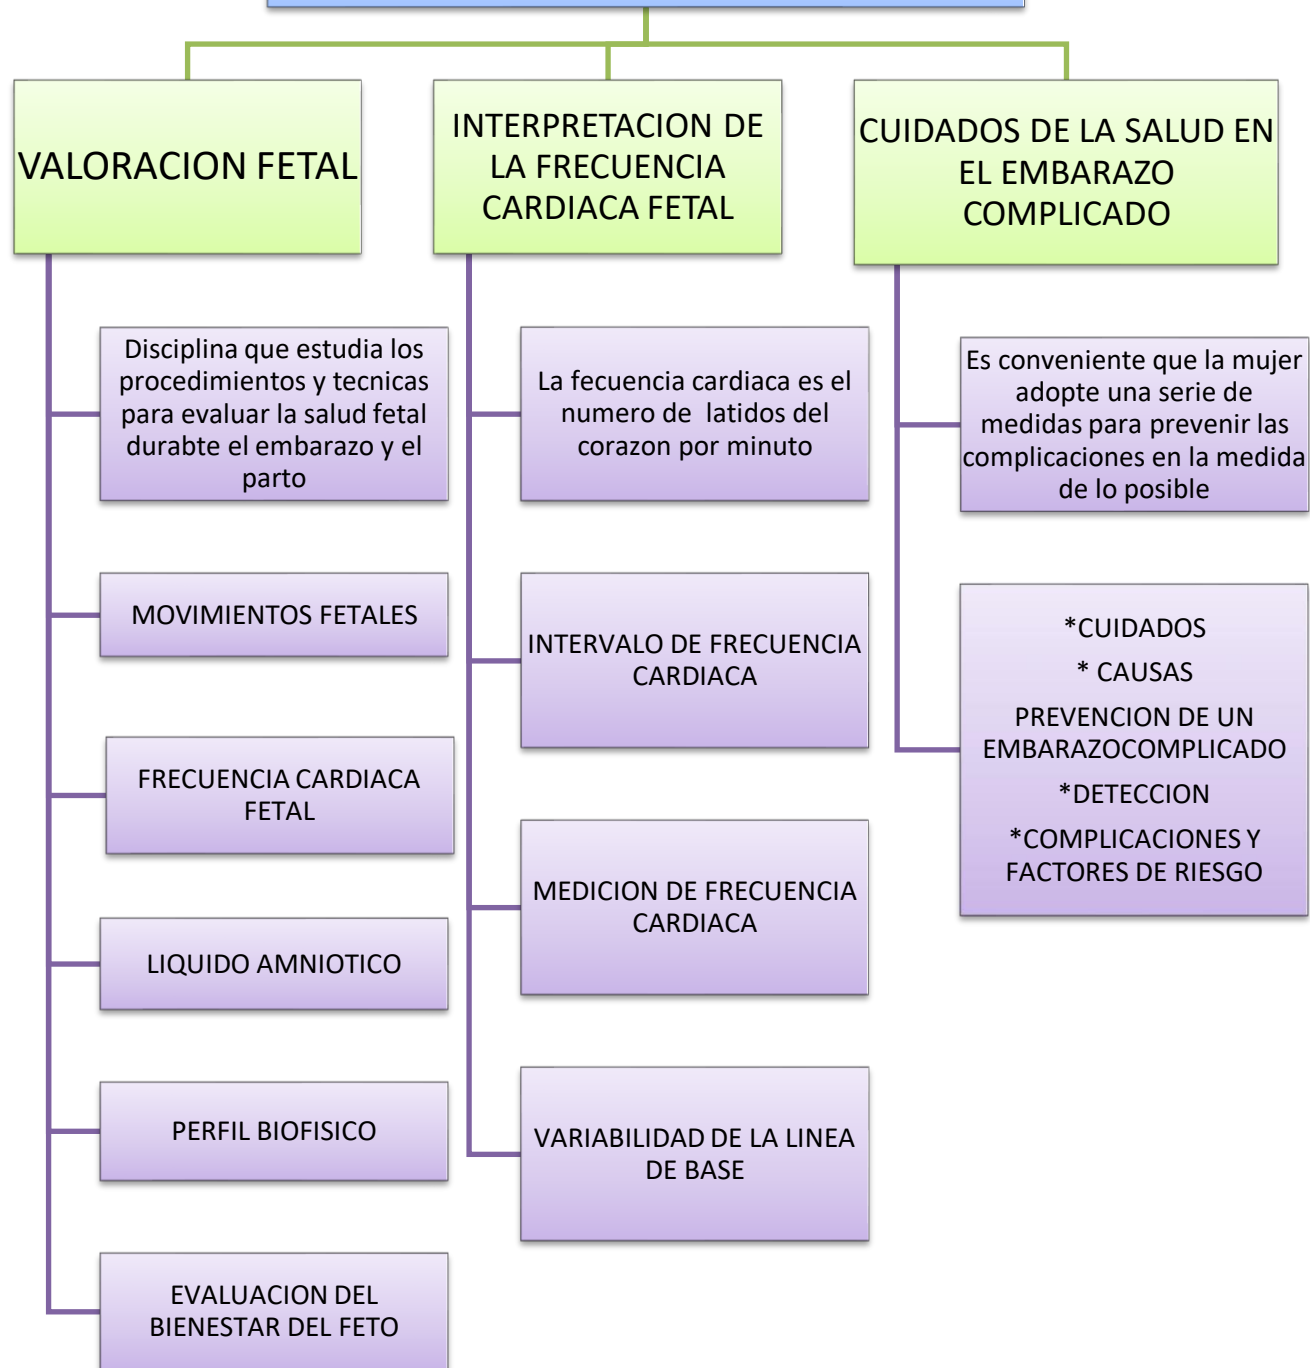 VALORACION FETAL
Disciplina que estudia los
procedimientos y tecnicas
para evaluar la salud fetal
durabte el embarazo y el
parto
MOVIMIENTOS FETALES
FRECUENCIA CARDIACA
FETAL
LIQUIDO AMNIOTICO
PERFIL BIOFISICO
EVALUACION DEL
BIENESTAR DEL FETO
INTERPRETACION DE
LA FRECUENCIA
CARDIACA FETAL
La fecuencia cardiaca es el
numero de latidos del
corazon por minuto
INTERVALO DE FRECUENCIA
CARDIACA
MEDICION DE FRECUENCIA
CARDIACA
VARIABILIDAD DE LA LINEA
DE BASE
CUIDADOS DE LA SALUD EN
EL EMBARAZO
COMPLICADO
Es conveniente que la mujer
adopte una serie de
medidas para prevenir las
complicaciones en la medida
de lo posible
*CUIDADOS
* CAUSAS
PREVENCION DE UN
EMBARAZOCOMPLICADO
*DETECCION
*COMPLICACIONES Y
FACTORES DE RIESGO